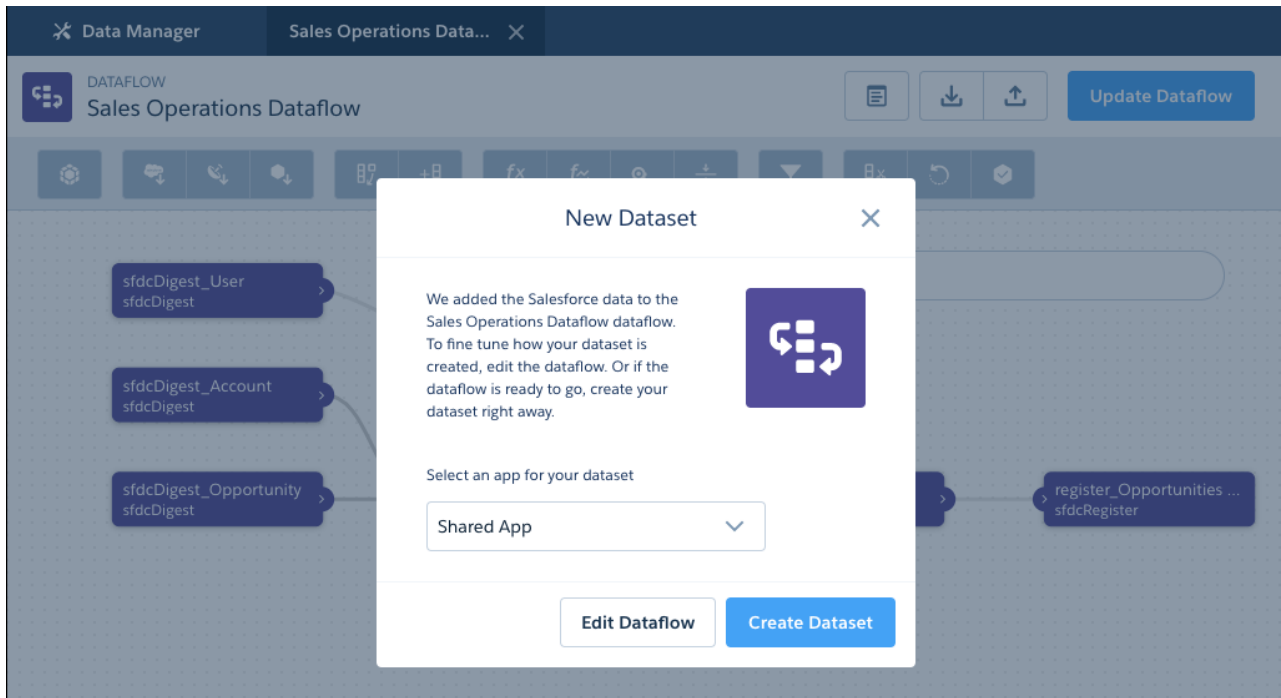 Data Manager
Sales Operations Data...
DATAFLOW
Sales Operations Dataflow
Update Dataflow
New Dataset
sfdcDigest_User
sfdcDigest
We added the Salesforce data to the
Sales Operations Dataflow dataflow.
To fine tune how your dataset is
created, edit the dataflow. Or if the
dataflow is ready to go, create your
dataset right away.
sfdcDigest_Account
sfdcDigest
Select an app for your dataset
Shared App
sfdcDigest_Opportunity
sfdcDigest
register_Opportunities ...
sfdcRegister
Edit Dataflow
Create Dataset